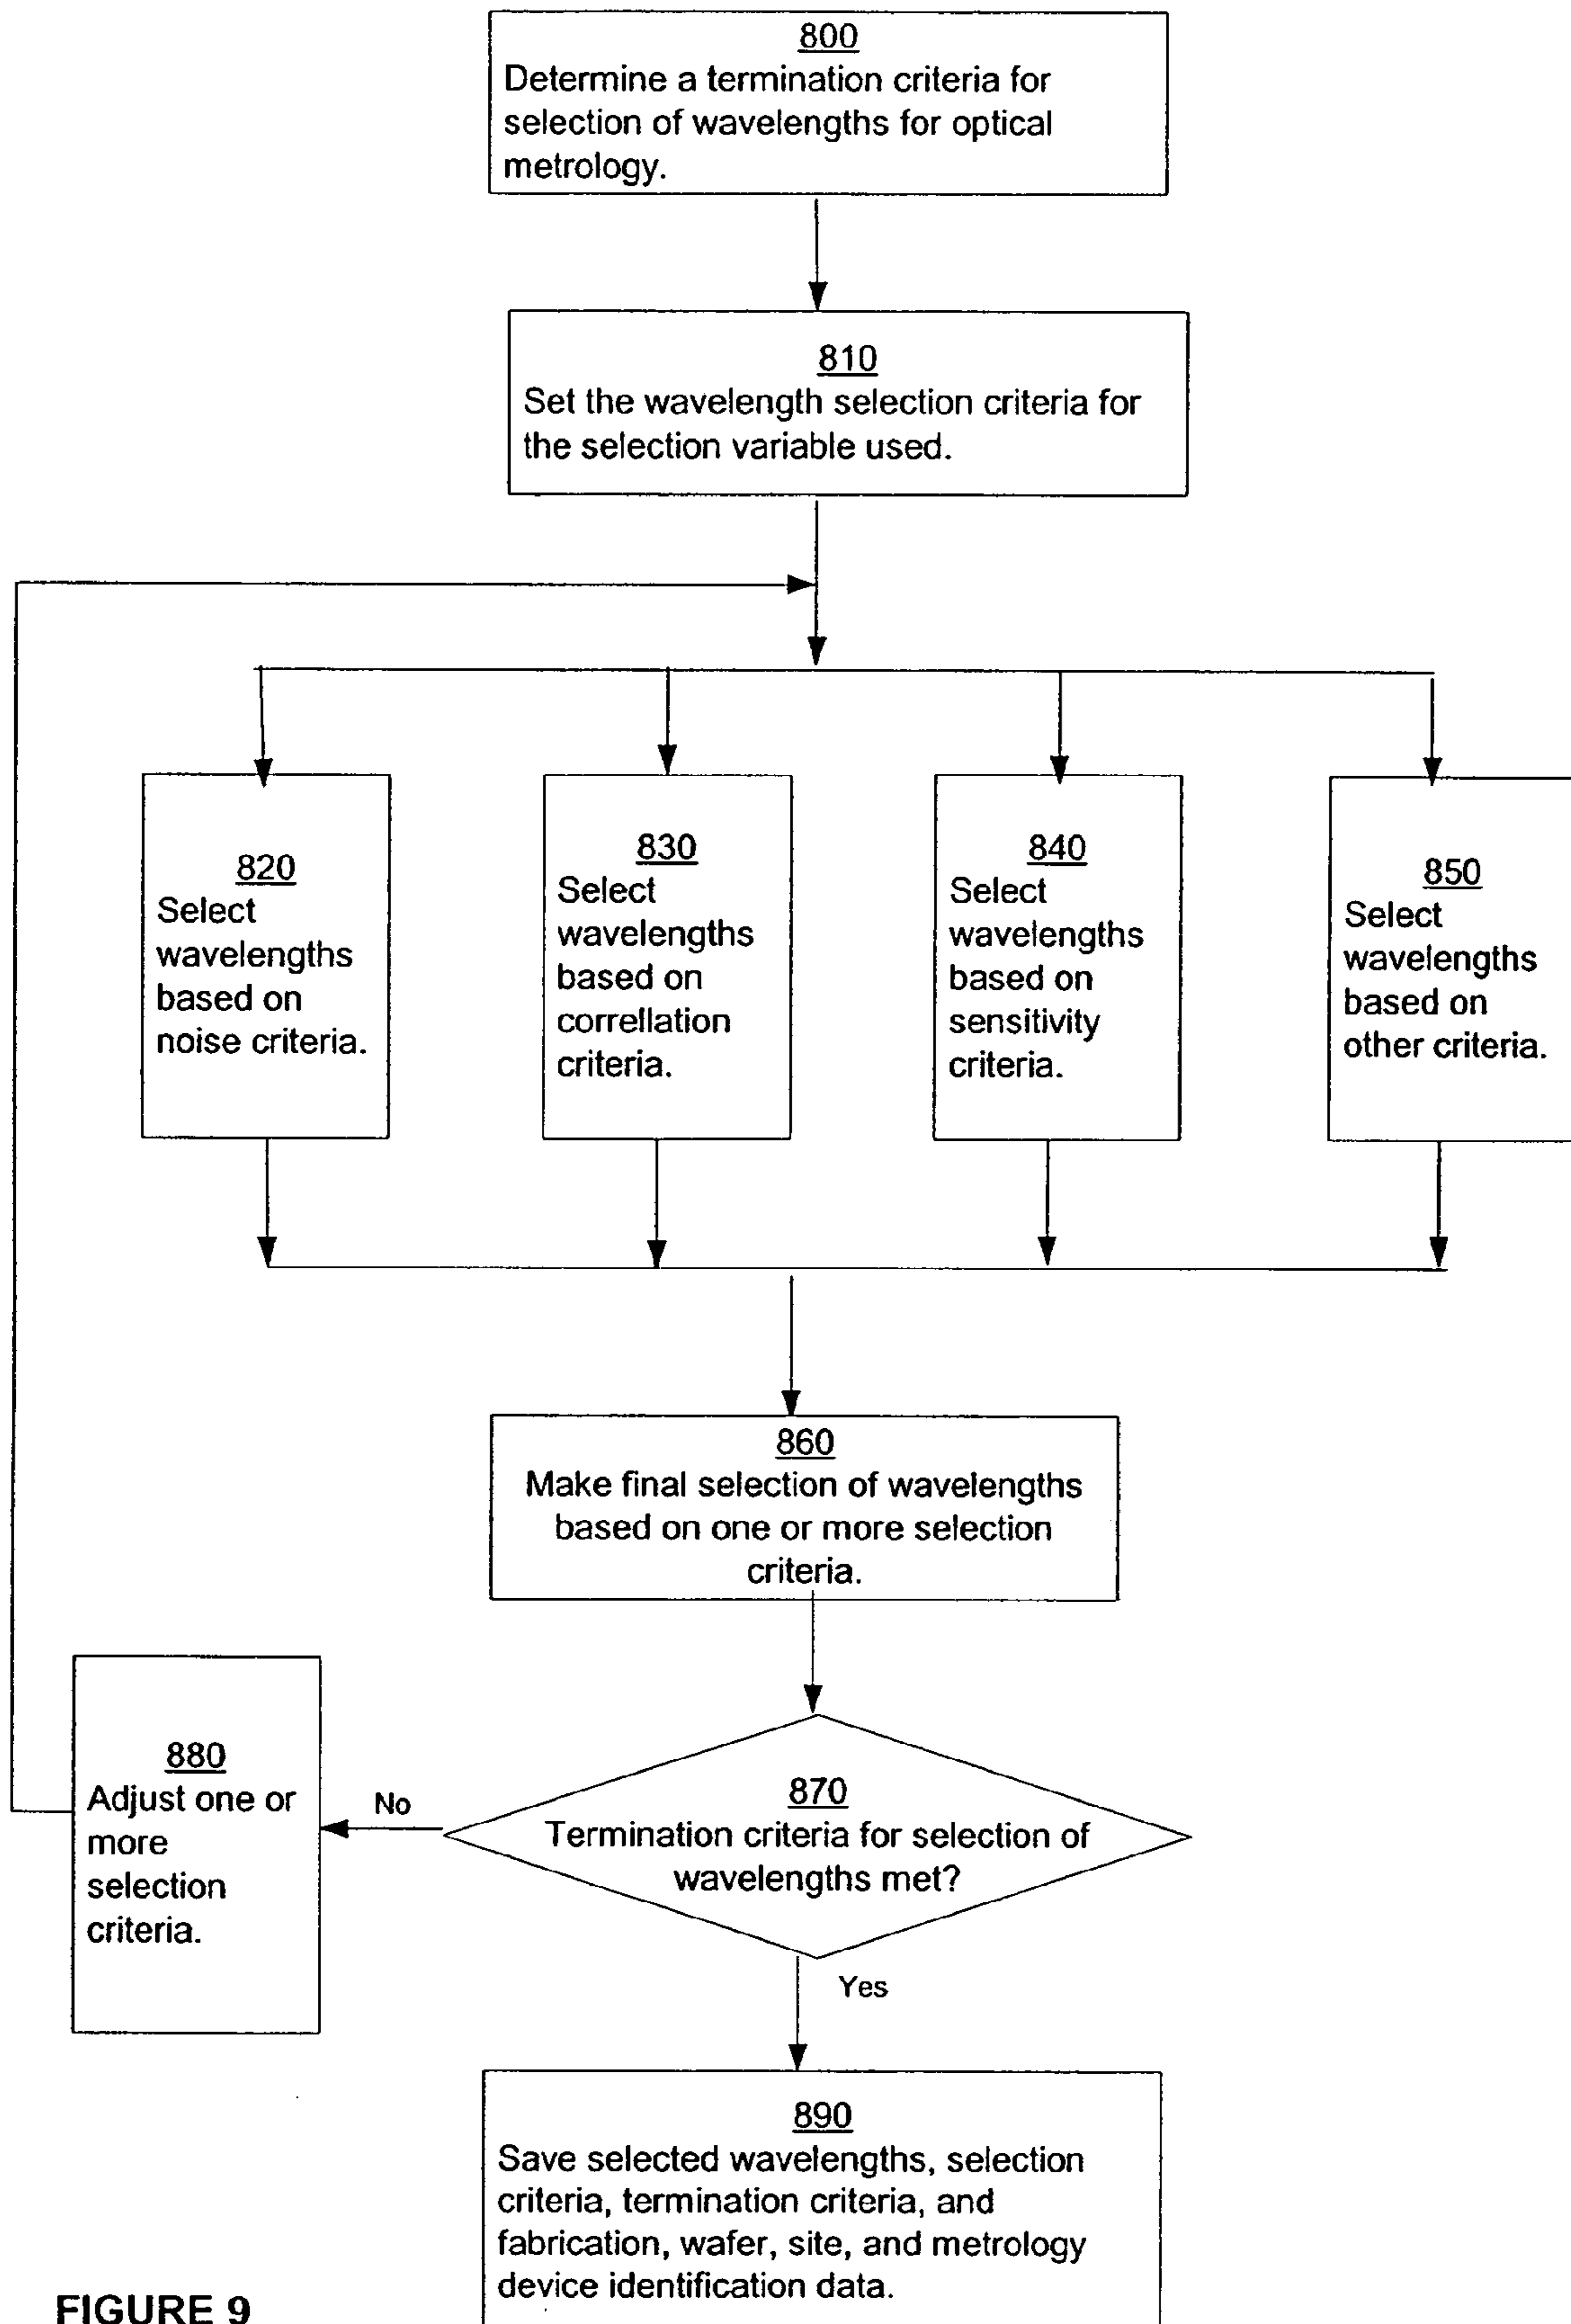 800
Determine a termination criteria for
selection of wavelengths for optical
metrology.
810
Set the wavelength selection criteria for
the selection variable used.
820
Select
wavelengths
based on
noise criteria.
830
Select
wavelengths
based on
correllation
criteria.
840
Select
wavelengths
based on
sensitivity
criteria.
850
Select
wavelengths
based on
other criteria.
860
Make final selection of wavelengths
based on one or more selection
criteria.
870
Termination criteria for selection of
wavelengths met?
No
880
Adjust one or
more
selection
criteria.
Yes
890
Save selected wavelengths, selection
criteria, termination criteria, and
fabrication, wafer, site, and metrology
device identification data.
FIGURE 9